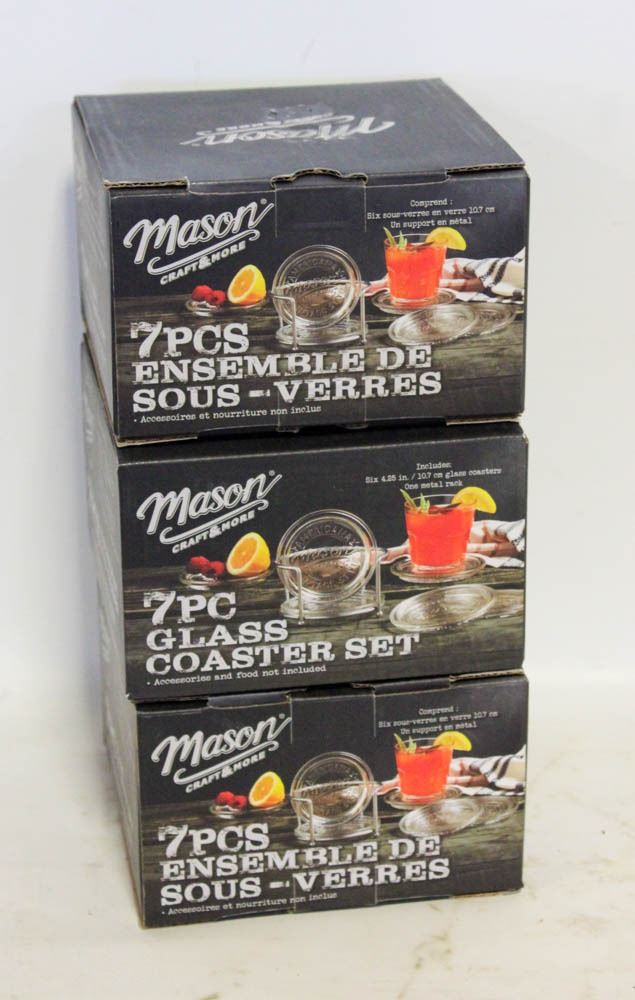 Mason
& MORE
Mason
CRAFT & MORE
Comprend :
Six sous-verres en verre 10.7 cm
Un support en métal
7PCS
ENSEMBLE DE
SOUS - VERRES
• Accessoires et nourriture non inclus
Mason
CRAFT & MORE
Includes:
Six 4.25 in. / 10.7 cm glass coasters
One metal rack
Mason
7PC
GLASS
COASTER SET
• Accessories and food not included
Mason
CRAFT & MORE
Comprend :
Six sous-verres en verre 10.7 cm
Un support en métal
7PCS
ENSEMBLE DE
SOUS - VERRES
• Accessoires et nourriture non inclus